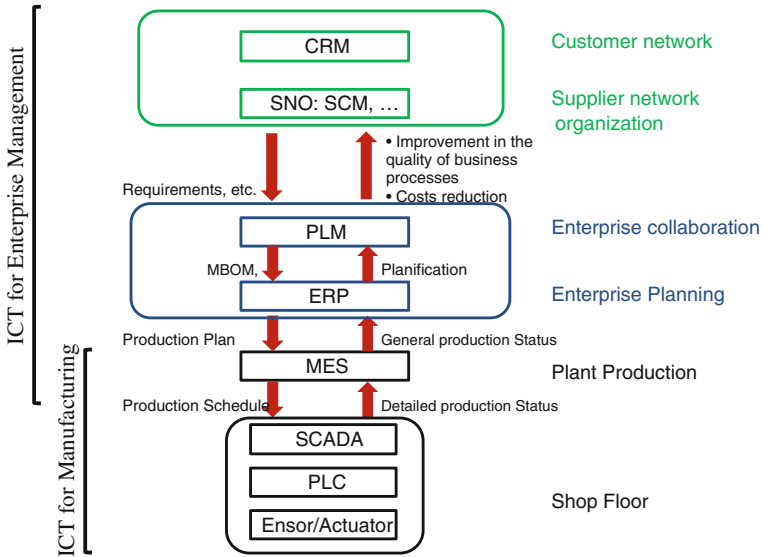 CRM
Customer network
SNO: SCM, ...
Supplier network
organization
• Improvement in the
quality of business
processes
• Costs reduction
Requirements, etc.
ICT for Enterprise Management
PLM
Enterprise collaboration
MBOM,
Planification
ERP
Enterprise Planning
Production Plan
General production Status
MES
Plant Production
Production Schedule
Detailed production Status
ICT for Manufacturing
SCADA
PLC
Shop Floor
Ensor/Actuator